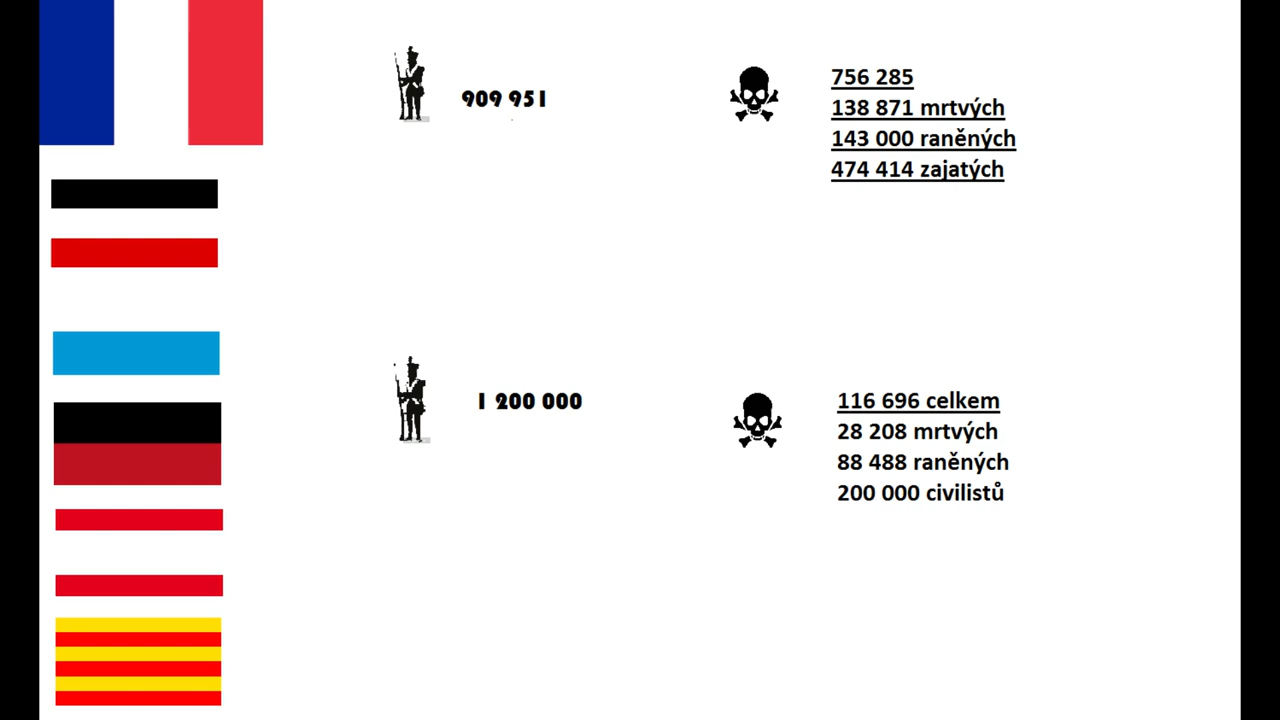 909 951
756 285
138 871 mrtvých
143 000 raněných
474 414 zajatých
1 200 000
116 696 celkem
28 208 mrtvých
88 488 raněných
200 000 civilistů